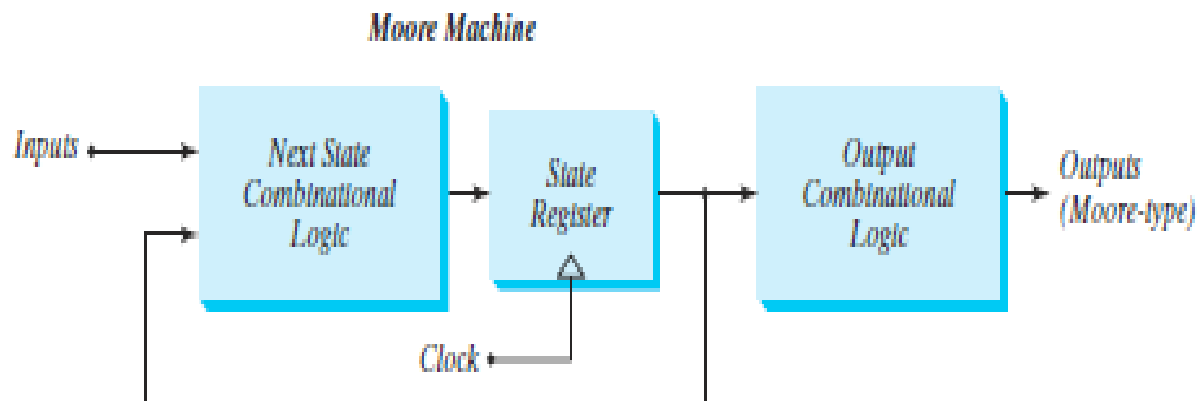 Moore Machine
Inputs
Next State
Combinational
Logic
State
Register
Output
Combinational
Logic
Outputs
(Moore-type)
Clock